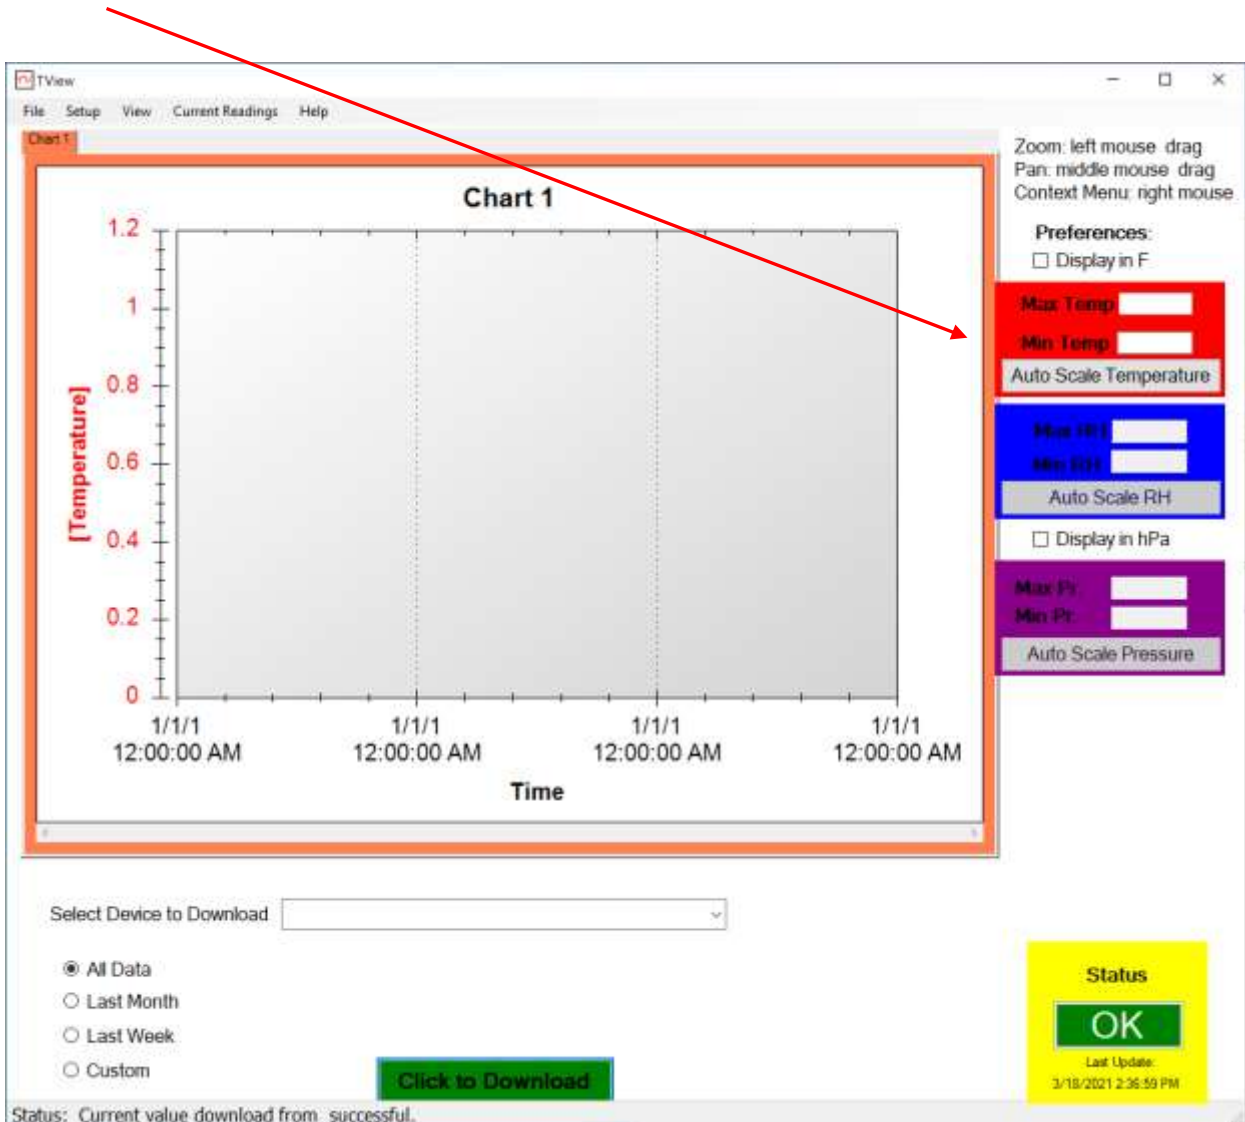 TView
File Setup View Current Readings Help
Chart 1
Zoom: left mouse drag
Pan: middle mouse drag
Context Menu: right mouse
Preferences:
Display in F
Max Temp
Min Temp
Auto Scale Temperature
Max RH
Min RH
Auto Scale RH
Display in hPa
Max Pr.
Min Pr.
Auto Scale Pressure
Chart 1
1.2
1
0.8
0.6
0.4
0.2
0
[Temperature]
1/1/1 1/1/1 1/1/1 1/1/1
12:00:00 AM 12:00:00 AM 12:00:00 AM 12:00:00 AM
Time
Select Device to Download
All Data
Last Month
Last Week
Custom
Click to Download
Status
OK
Last Update:
3/18/2021 2:36:59 PM
Status: Current value download from successful.